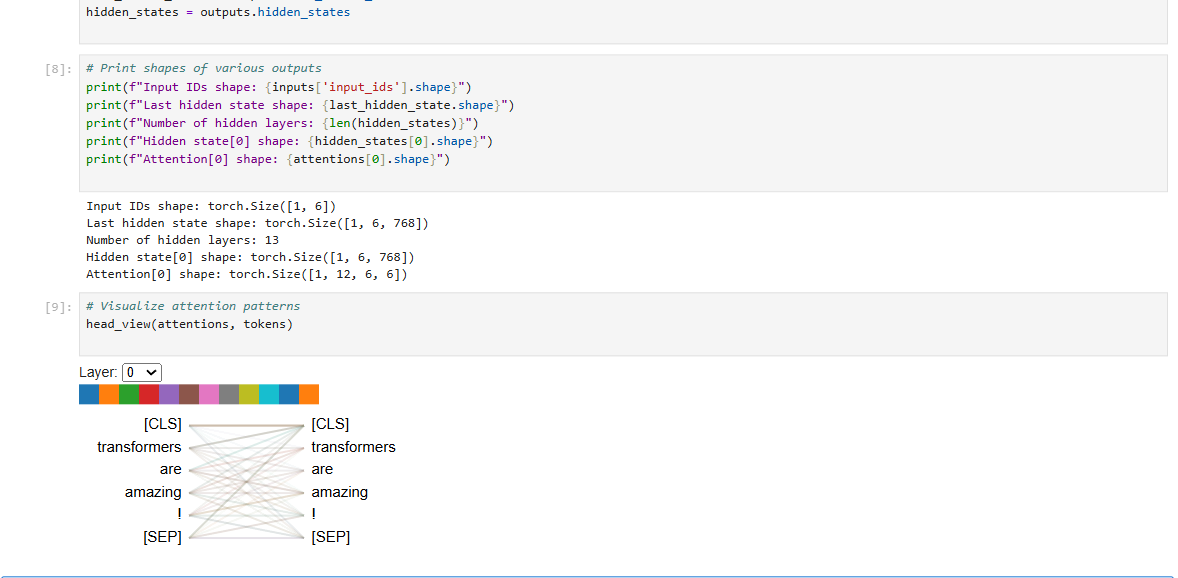 hidden_states = outputs.hidden_states
[8]:
# Print shapes of various outputs
print(f"Input IDs shape: {inputs['input_ids'].shape}")
print(f"Last hidden state shape: {last_hidden_state.shape}")
print(f"Number of hidden layers: {len(hidden_states)}")
print(f"Hidden state[0] shape: {hidden_states[0].shape}")
print(f"Attention[0] shape: {attentions[0].shape}")
Input IDs shape: torch.Size([1, 6])
Last hidden state shape: torch.Size([1, 6, 768])
Number of hidden layers: 13
Hidden state[0] shape: torch.Size([1, 6, 768])
Attention[0] shape: torch.Size([1, 12, 6, 6])
[9]:
# Visualize attention patterns
head_view(attentions, tokens)
Layer: 0
[CLS] [CLS]
transformers transformers
are are
amazing amazing
! !
[SEP] [SEP]